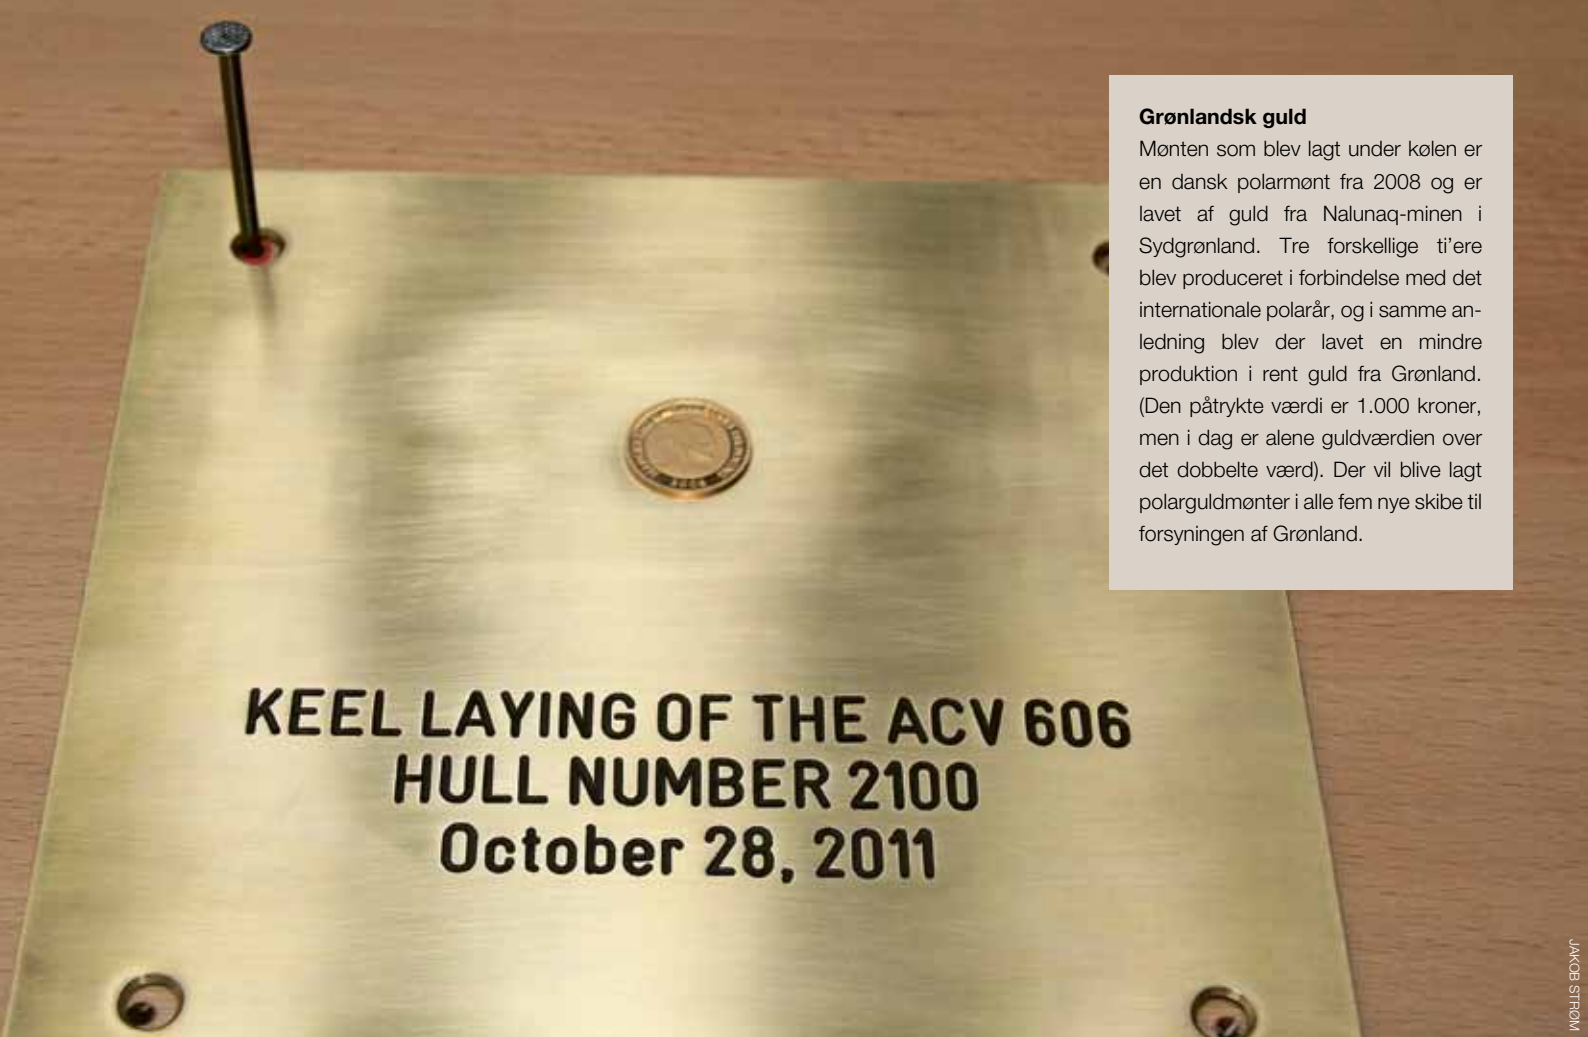 Grønlandsk guld
Mønten som blev lagt under kølen er
en dansk polarmønt fra 2008 og er
lavet af guld fra Nalunaq-minen i
Sydgrønland. Tre forskellige ti’ere
blev produceret i forbindelse med det
internationale polarår, og i samme an-
ledning blev der lavet en mindre
produktion i rent guld fra Grønland.
(Den påtrykte værdi er 1.000 kroner,
men i dag er alene guldværdien over
det dobbelte værd). Der vil blive lagt
polarguldmønter i alle fem nye skibe til
forsyningen af Grønland.
KEEL LAYING OF THE ACV 606
HULL NUMBER 2100
October 28, 2011
JAKOB STRØM